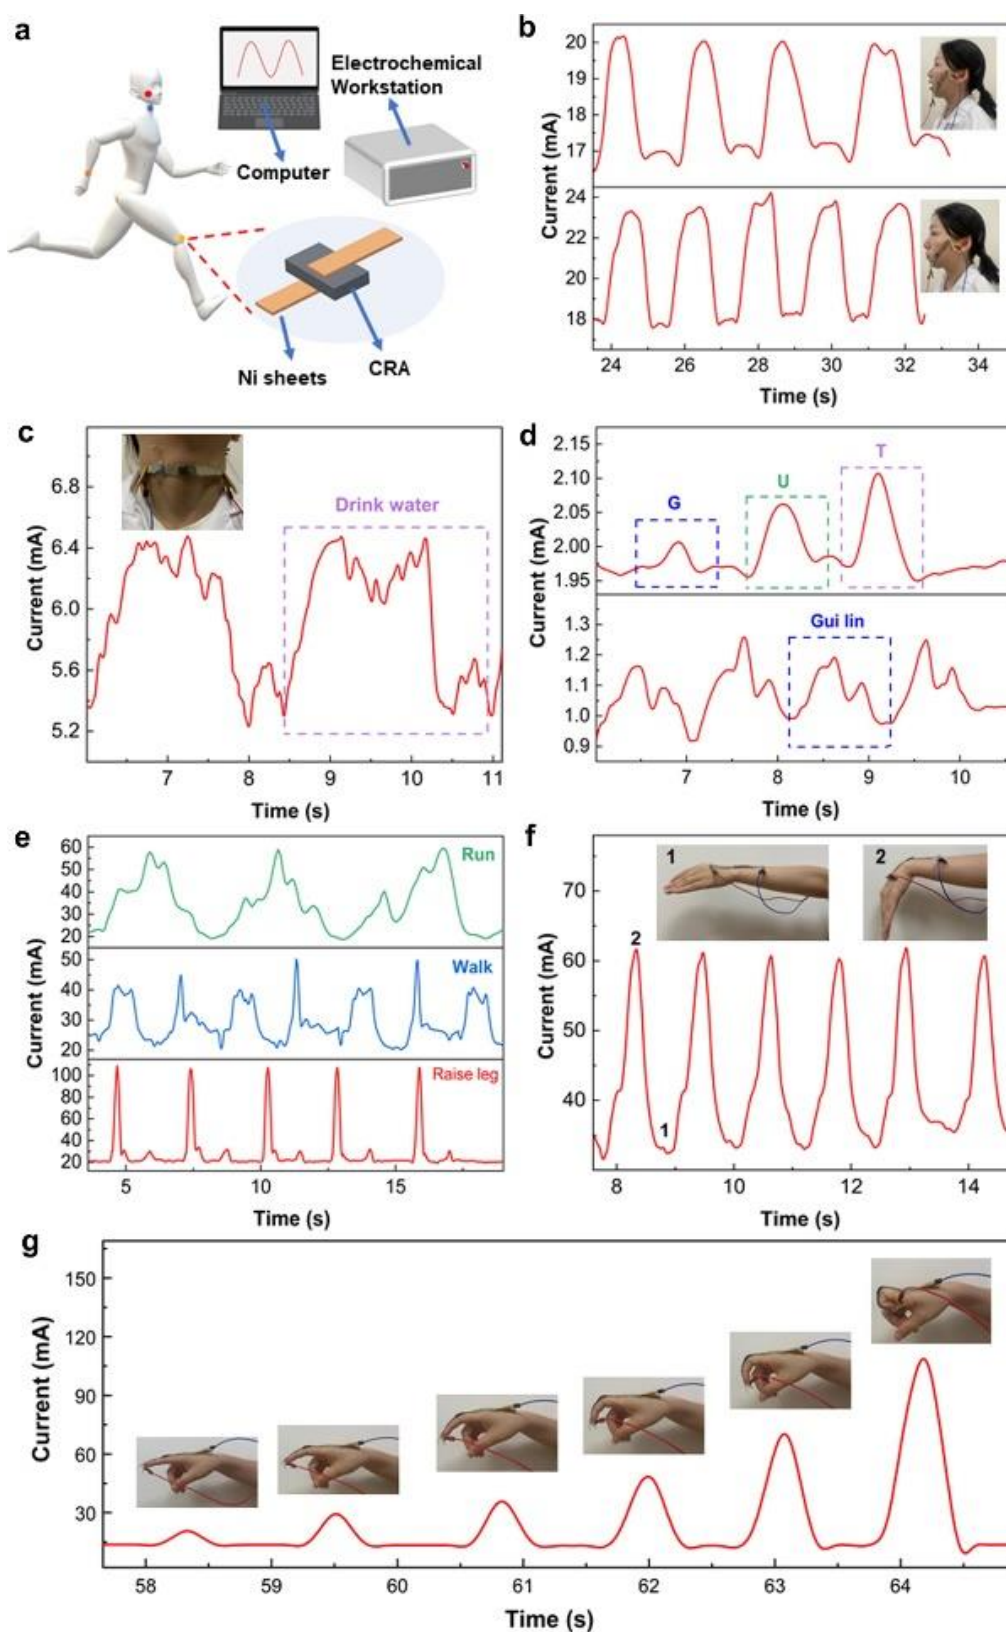 a
Electrochemical
Workstation
Computer
Ni sheets
CRA
b
Current (mA)
20
19
17
16
24
22
20
18
24 26 28 30 32 34
Time (s)
c
Current (mA)
6.8
6.4
6.0
5.6
5.2
Drink water
7 8 9 10 11
Time (s)
d
Current (mA)
2.15
2.10
2.05
2.00
1.95
G
U
T
1.3
1.2
1.1
1.0
0.9
Gui lin
7 8 9 10
Time (s)
e
Current (mA)
60
50
40
30
20
Run
50
40
30
20
Walk
100
80
60
40
20
Raise leg
5 10 15
Time (s)
f
Current (mA)
70
60
50
40
1
2
2
1
8 10 12 14
Time (s)
g
Current (mA)
150
120
90
60
30
58 59 60 61 62 63 64
Time (s)